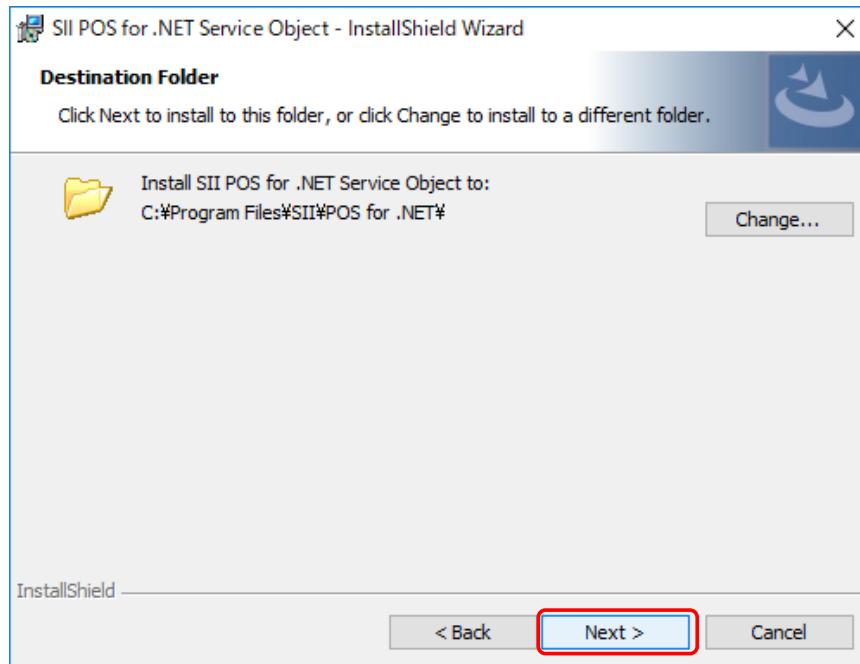 SII POS for .NET Service Object - InstallShield Wizard
Destination Folder
Click Next to install to this folder, or click Change to install to a different folder.
Install SII POS for .NET Service Object to:
C:¥Program Files¥SII¥POS for .NET¥
Change...
InstallShield
< Back
Next >
Cancel